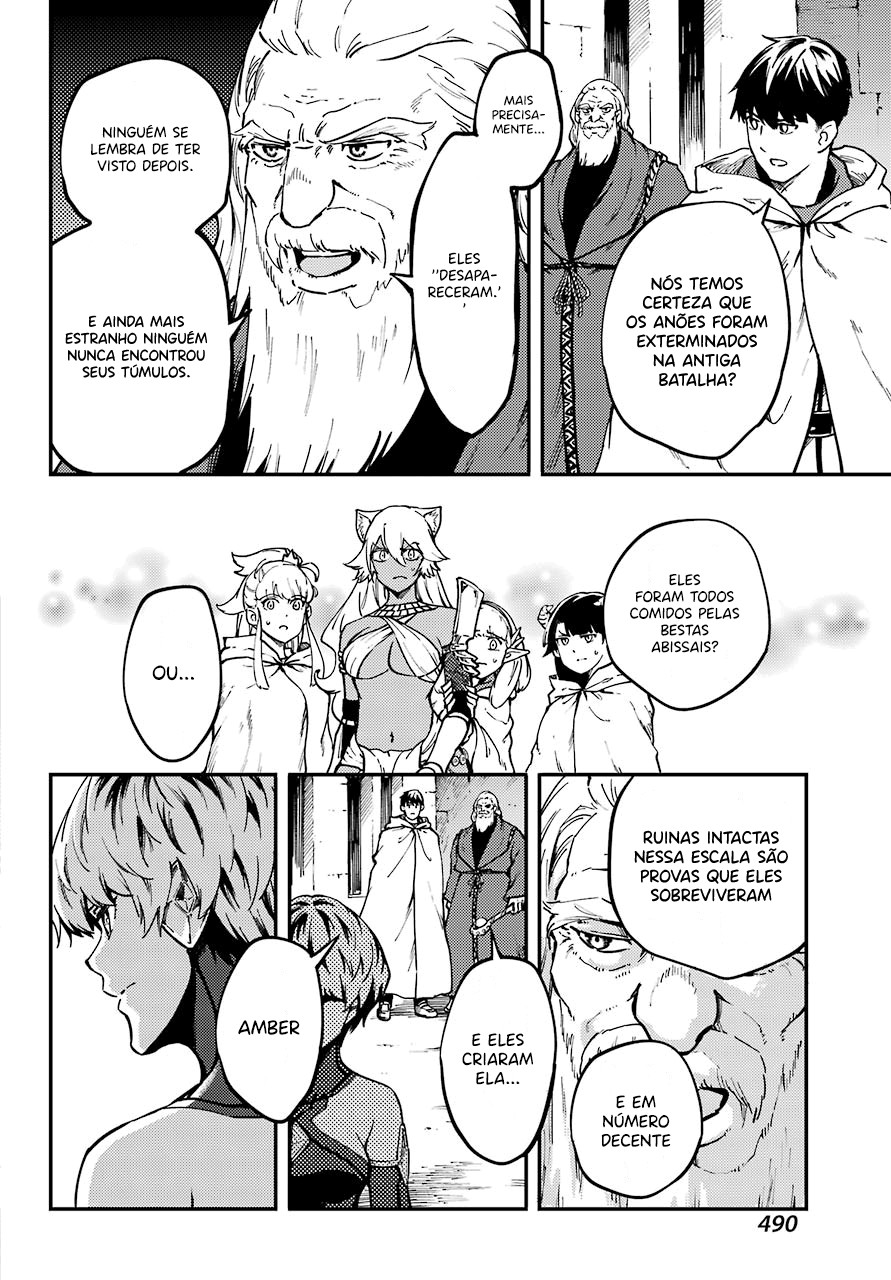 NÓS TEMOS
CERTEZA QUE
OS ANÕES FORAM
EXTERMINADOS
NA ANTIGA
BATALHA?
MAIS
PRECISA-
MENTE...
ELES
"DESAPA-
RECERAM.'
'
NINGUÉM SE
LEMBRA DE TER
VISTO DEPOIS.
E AINDA MAIS
ESTRANHO NINGUÉM
NUNCA ENCONTROU
SEUS TÚMULOS.
ELES
FORAM TODOS
COMIDOS PELAS
BESTAS
ABISSAIS?
OU...
RUINAS INTACTAS
NESSA ESCALA SÃO
PROVAS QUE ELES
SOBREVIVERAM
E EM
NÚMERO
DECENTE
E ELES
CRIARAM
ELA...
AMBER
490